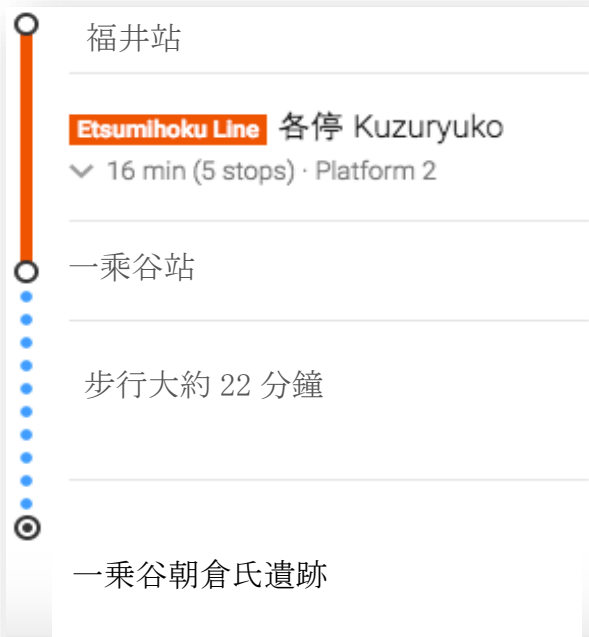 福井站
Etsumihoku Line 各停 Kuzuryuko
16 min (5 stops) · Platform 2
一乘谷站
步行大約 22 分鐘
一乗谷朝倉氏遺跡